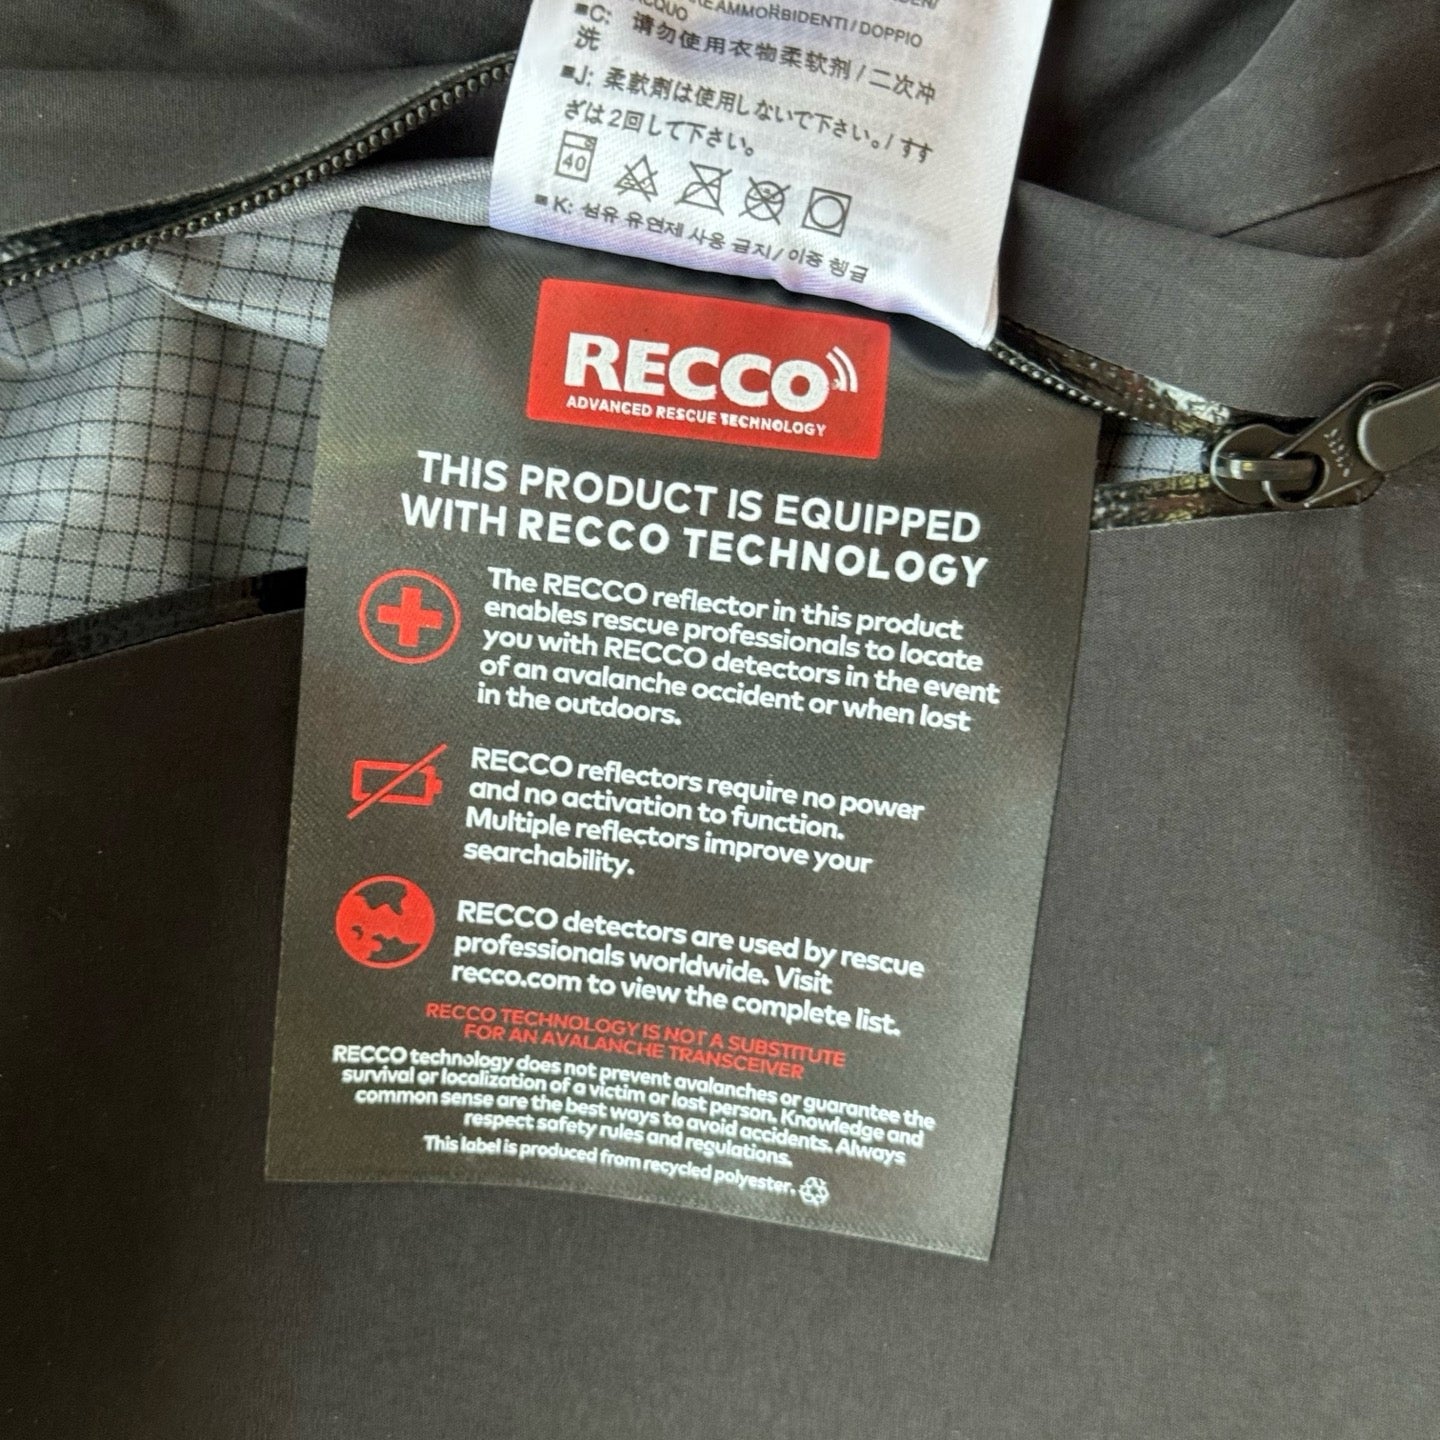 AMMORBIDENTI / DOPPIO
ACQUO
■C: 请勿使用衣物柔软剂 / 二次冲
洗
■J: 柔軟剤は使用しないで下さい。/ すす
ざは2回して下さい。
40
■K: 섬유 유연제 사용 금지 / 이중 헹굼
RECCO
ADVANCED RESCUE TECHNOLOGY
THIS PRODUCT IS EQUIPPED
WITH RECCO TECHNOLOGY
The RECCO reflector in this product
enables rescue professionals to locate
you with RECCO detectors in the event
of an avalanche occident or when lost
in the outdoors.
RECCO reflectors require no power
and no activation to function.
Multiple reflectors improve your
searchability.
RECCO detectors are used by rescue
professionals worldwide. Visit
recco.com to view the complete list.
RECCO TECHNOLOGY IS NOT A SUBSTITUTE
FOR AN AVALANCHE TRANSCEIVER
RECCO technology does not prevent avalanches or guarantee the
survival or localization of a victim or lost person. Knowledge and
common sense are the best ways to avoid accidents. Always
respect safety rules and regulations.
This label is produced from recycled polyester.